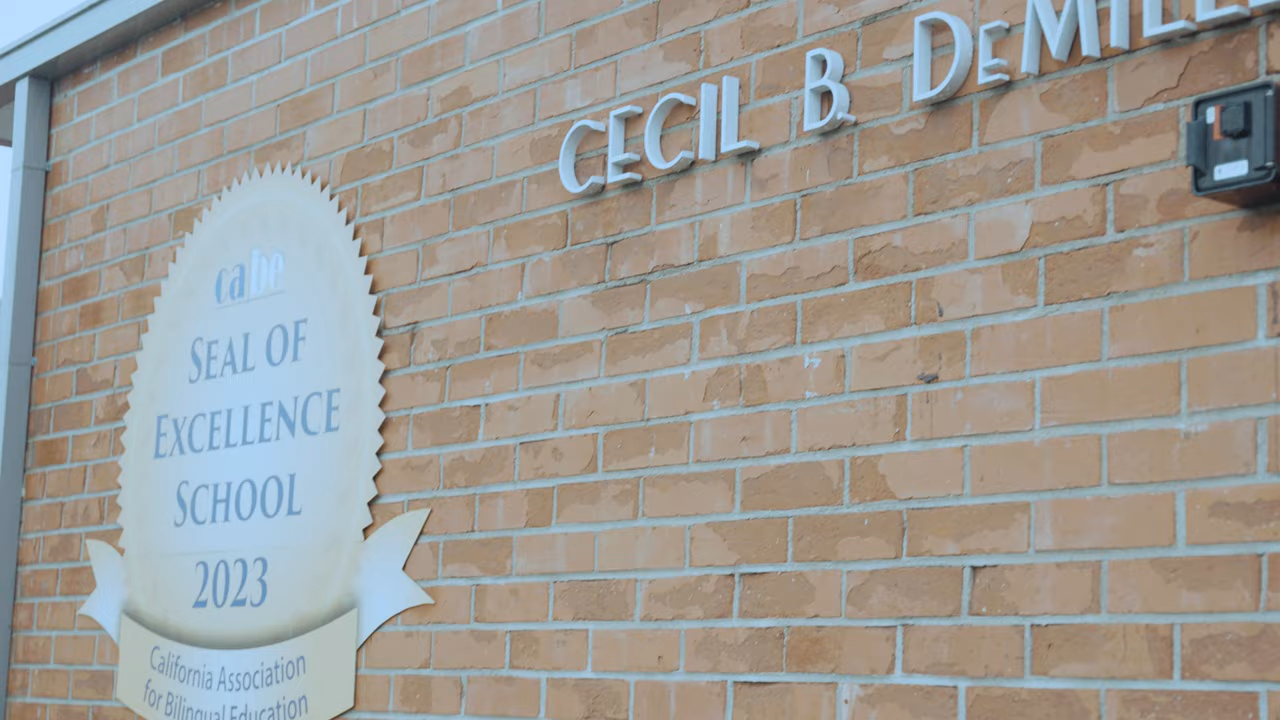 CECIL B. DEMILLE
cabe
SEAL OF
EXCELLENCE
SCHOOL
2023
California Association
for Bilingual Education